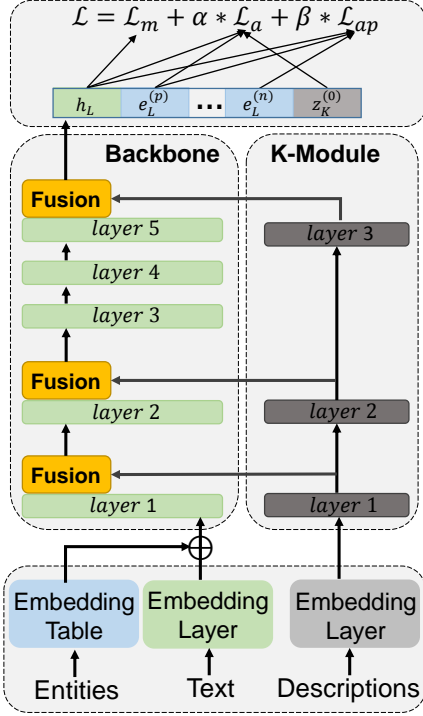 ℒ = ℒ_m + α * ℒ_a + β * ℒ_ap
h_L e_L^(p) ... e_L^(n) z_K^(0)
Backbone K-Module
Fusion
layer 5 layer 3
layer 4
layer 3
Fusion
layer 2 layer 2
Fusion
layer 1 layer 1
Embedding Table
Embedding Layer
Embedding Layer
Entities Text Descriptions